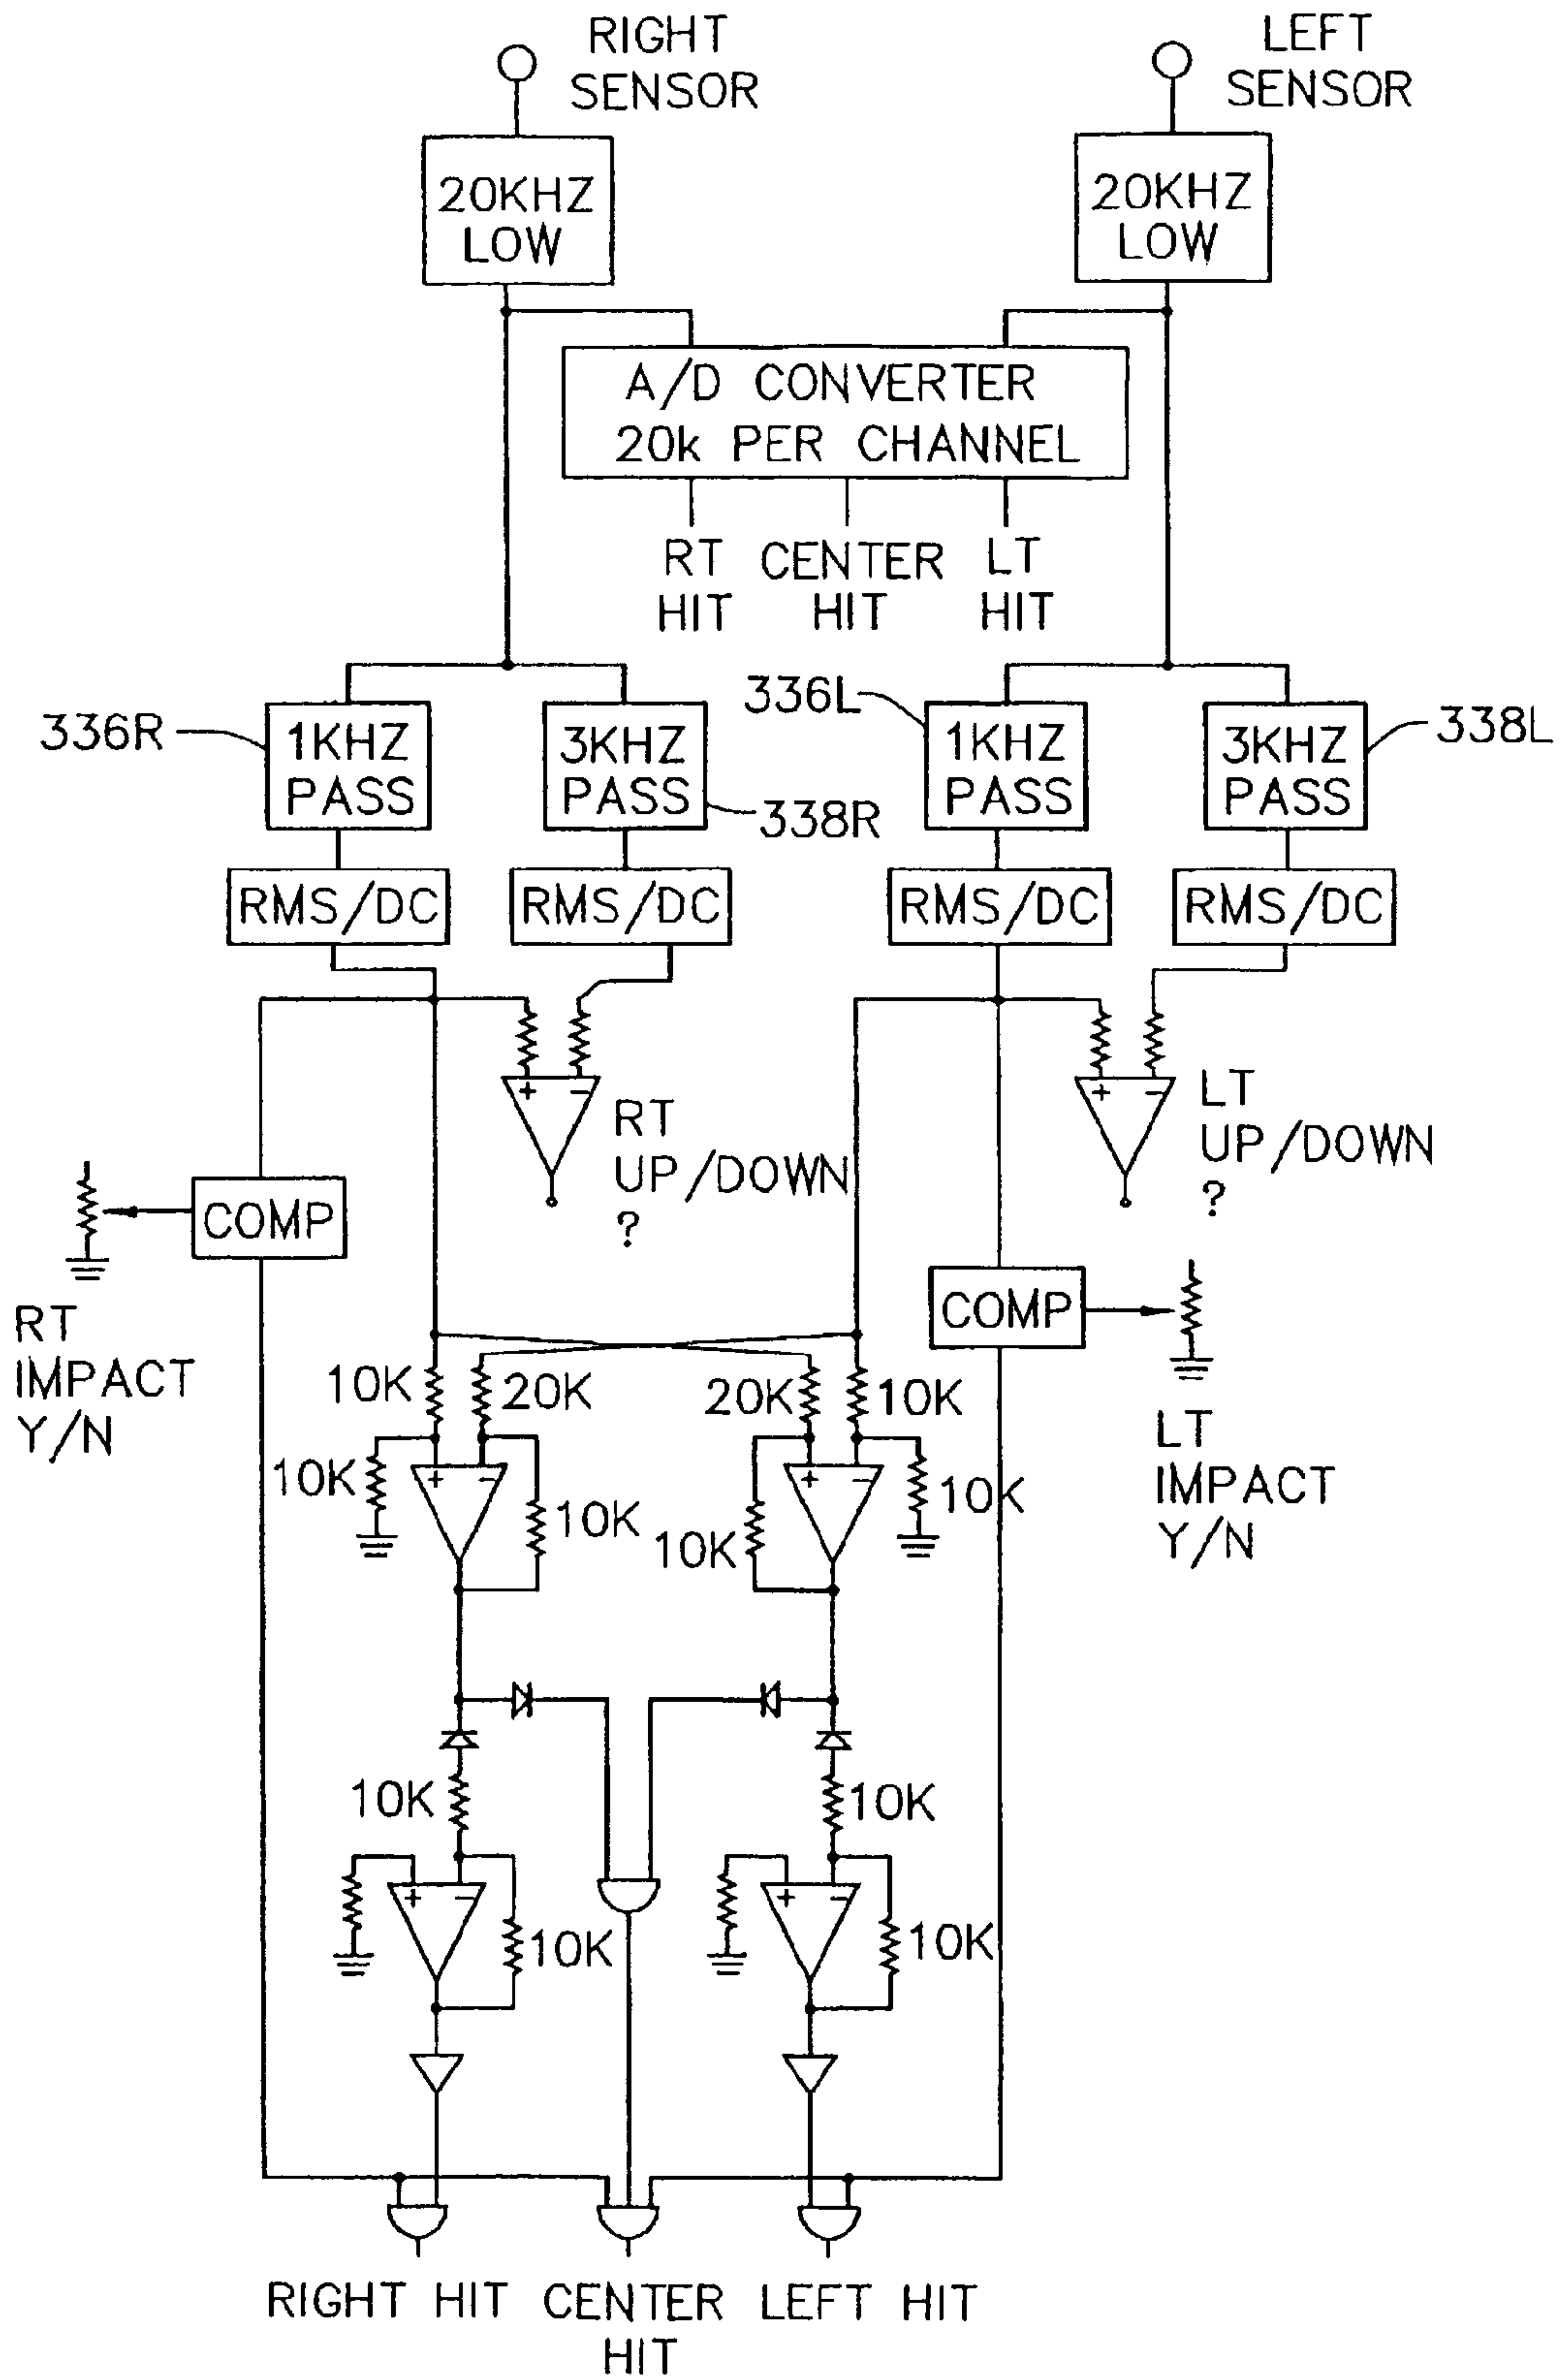 RIGHT
SENSOR
LEFT
SENSOR
20KHZ
LOW
20KHZ
LOW
A/D CONVERTER
20k PER CHANNEL
RT
HIT
CENTER
HIT
LT
HIT
336R
1KHZ
PASS
3KHZ
PASS
338R
336L
1KHZ
PASS
3KHZ
PASS
338L
RMS/DC
RMS/DC
RMS/DC
RMS/DC
+ −
RT
UP/DOWN
?
+ −
LT
UP/DOWN
?
COMP
RT
IMPACT
Y/N
COMP
LT
IMPACT
Y/N
10K
20K
20K
10K
10K
+ −
10K
10K
+ −
10K
10K
10K
+ −
10K
+ −
10K
RIGHT HIT
CENTER
HIT
LEFT HIT